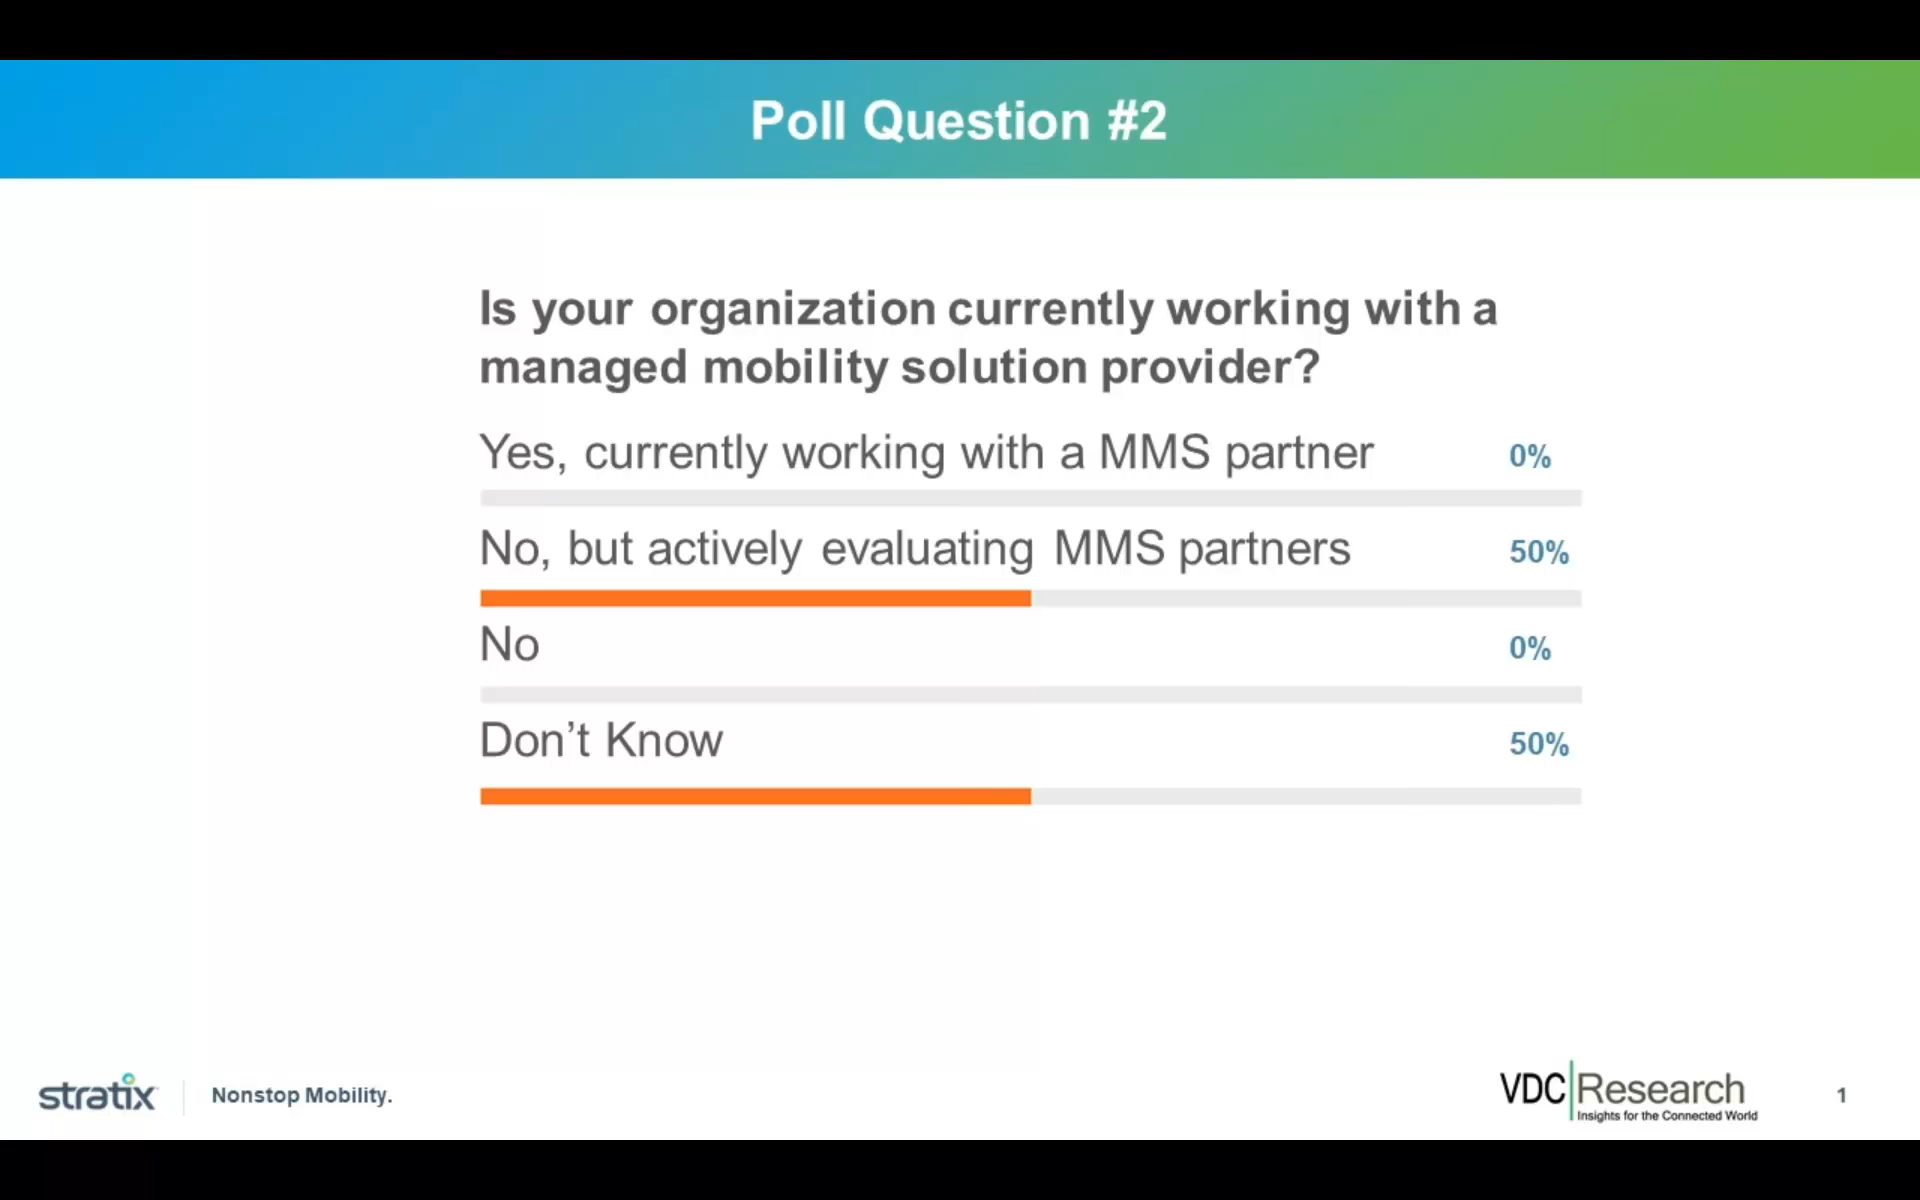 Poll Question #2
Is your organization currently working with a
managed mobility solution provider?
Yes, currently working with a MMS partner 0%
No, but actively evaluating MMS partners 50%
No 0%
Don’t Know 50%
stratix Nonstop Mobility.
VDC Research
Insights for the Connected World
1